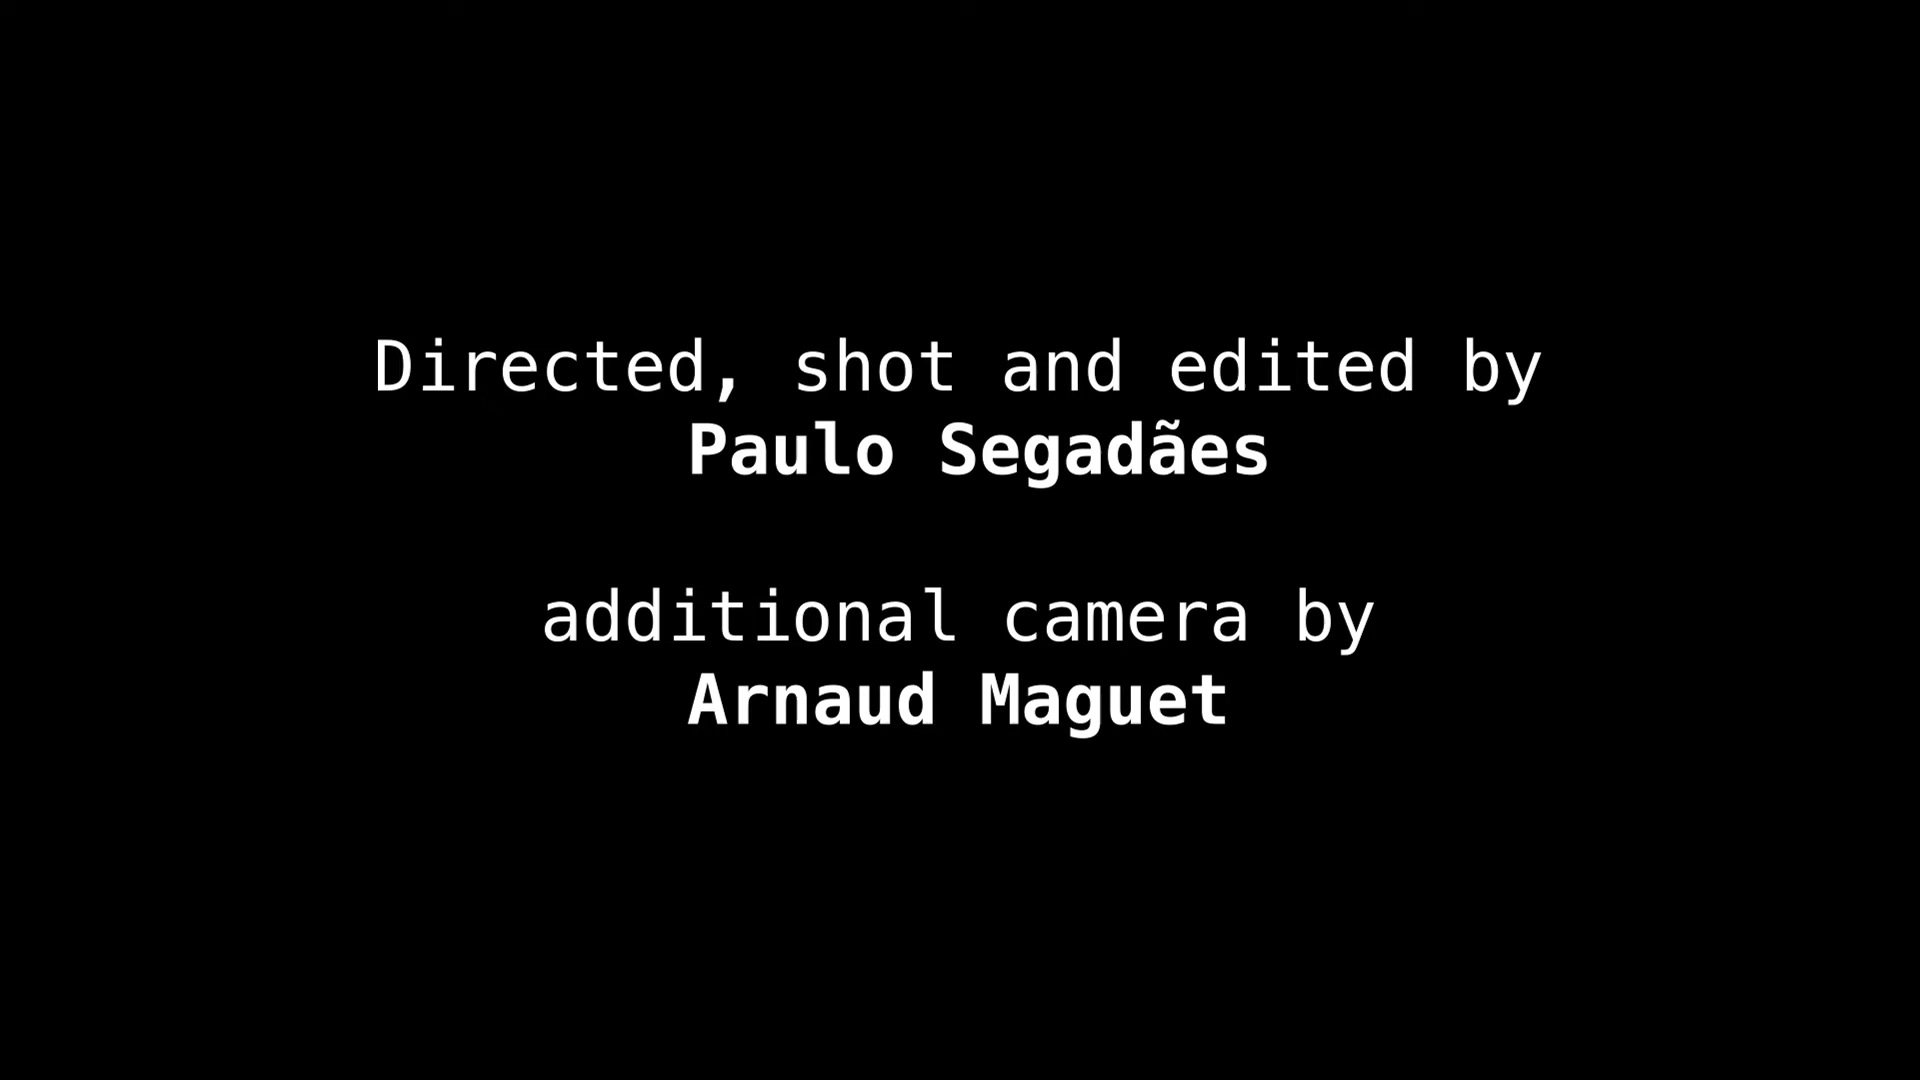 Directed, shot and edited by
Paulo Segadães
additional camera by
Arnaud Maguet